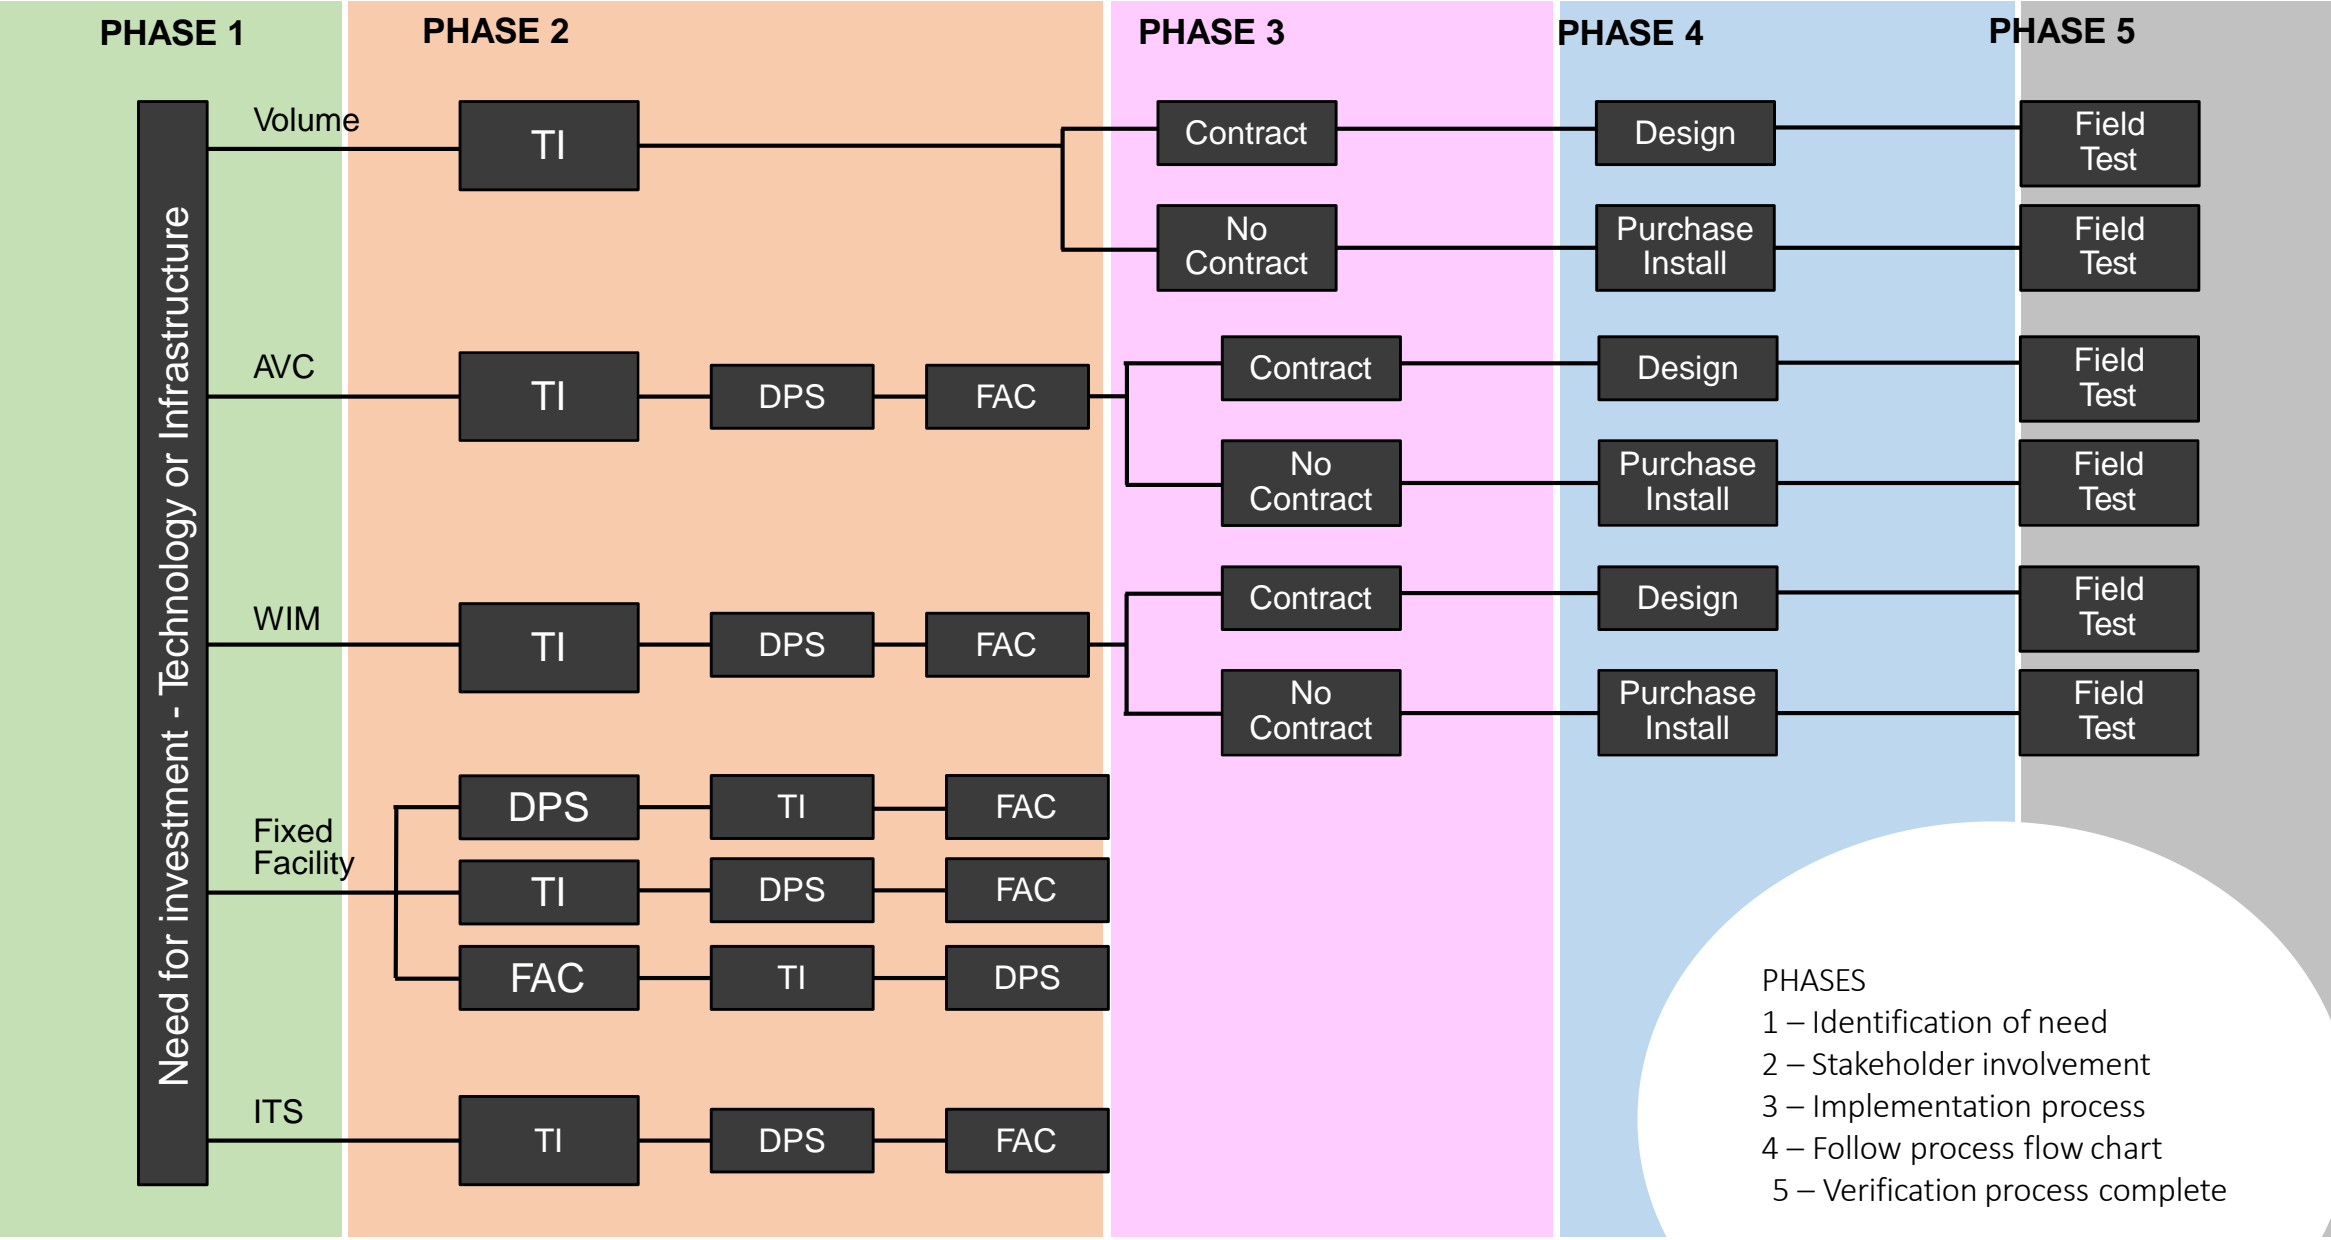 PHASE 1
PHASE 2
PHASE 3
PHASE 4
PHASE 5
Need for investment - Technology or Infrastructure
Volume
TI
Contract
Design
Field
Test
No
Contract
Purchase
Install
Field
Test
AVC
TI
DPS
FAC
Contract
Design
Field
Test
No
Contract
Purchase
Install
Field
Test
WIM
TI
DPS
FAC
Contract
Design
Field
Test
No
Contract
Purchase
Install
Field
Test
Fixed
Facility
DPS
TI
FAC
TI
DPS
FAC
FAC
TI
DPS
ITS
TI
DPS
FAC
PHASES
1 – Identification of need
2 – Stakeholder involvement
3 – Implementation process
4 – Follow process flow chart
5 – Verification process complete